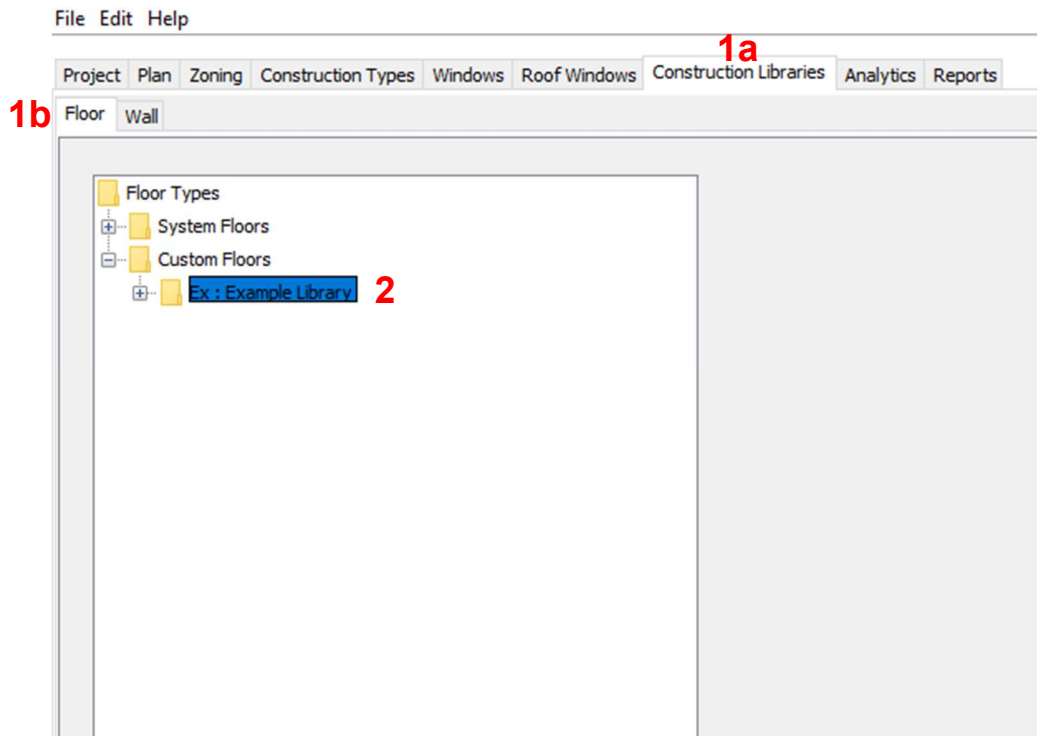 File Edit Help
1a
Project Plan Zoning Construction Types Windows Roof Windows Construction Libraries Analytics Reports
1b Floor Wall
Floor Types
System Floors
Custom Floors
Ex : Example Library 2